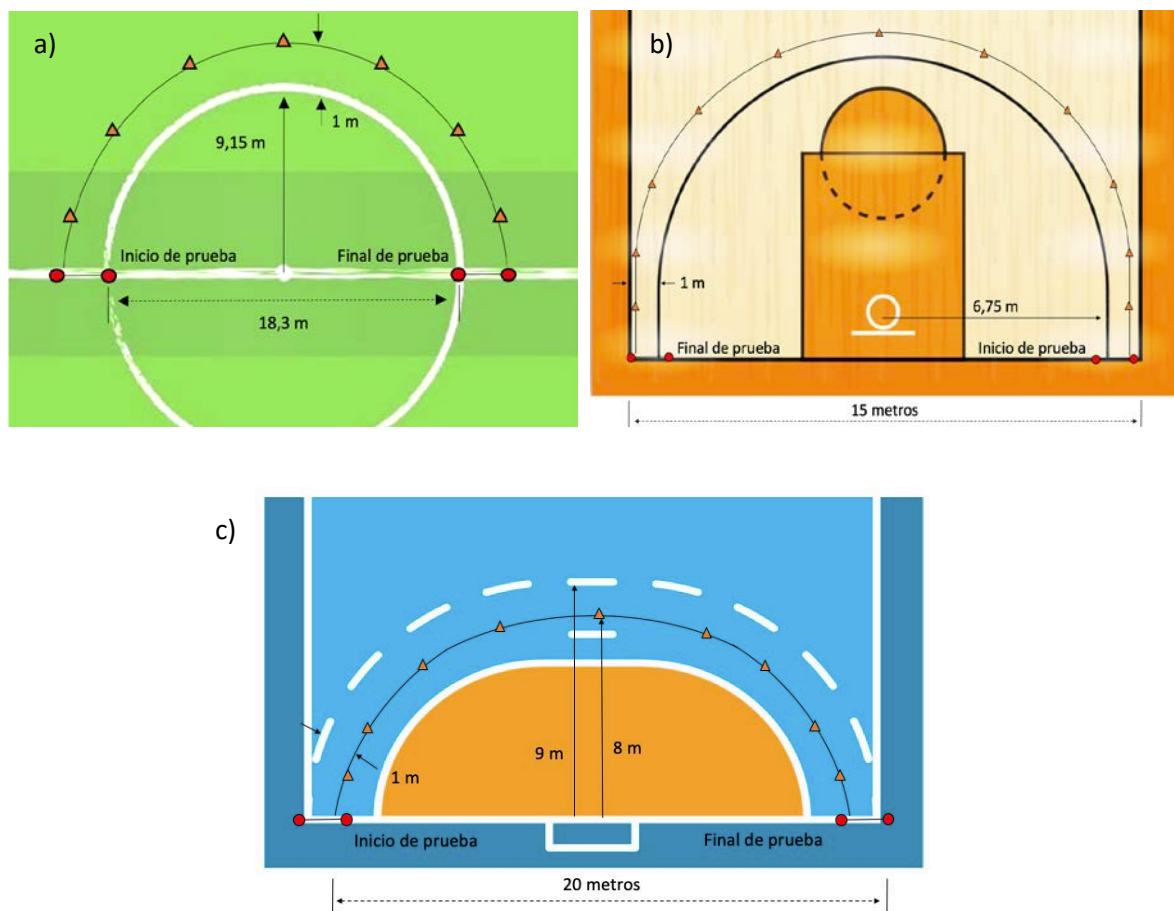 a)
1 m
9,15 m
Inicio de prueba
Final de prueba
18,3 m
b)
1 m
6,75 m
Final de prueba
Inicio de prueba
15 metros
c)
9 m
8 m
1 m
Inicio de prueba
Final de prueba
20 metros